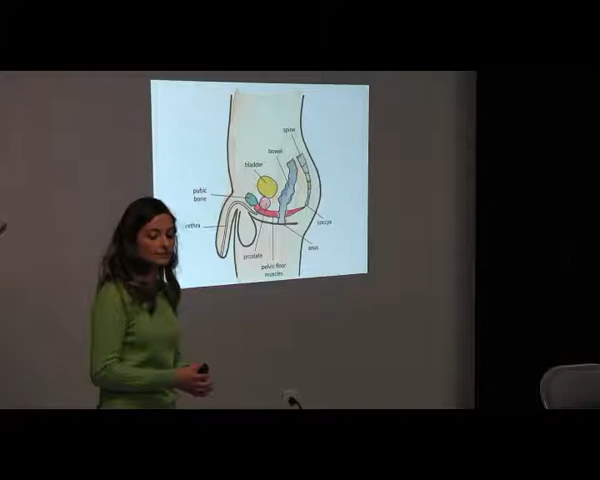 spine
bowel
bladder
pubic
bone
urethra
coccyx
prostate
anus
pelvic floor
muscles